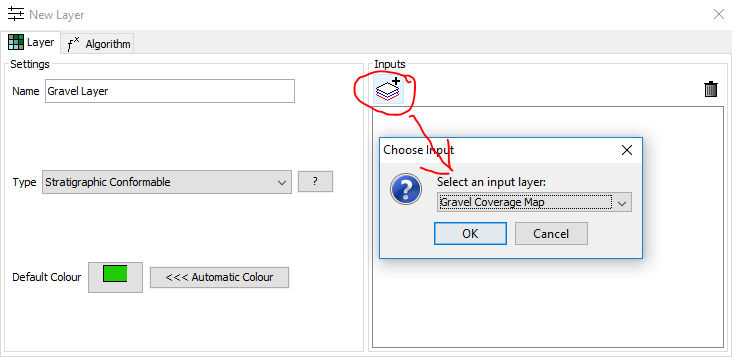 New Layer
Layer
fx Algorithm
Settings
Name Gravel Layer
Type Stratigraphic Conformable ?
Default Colour <<< Automatic Colour
Inputs
Choose Input
Select an input layer:
Gravel Coverage Map
OK Cancel